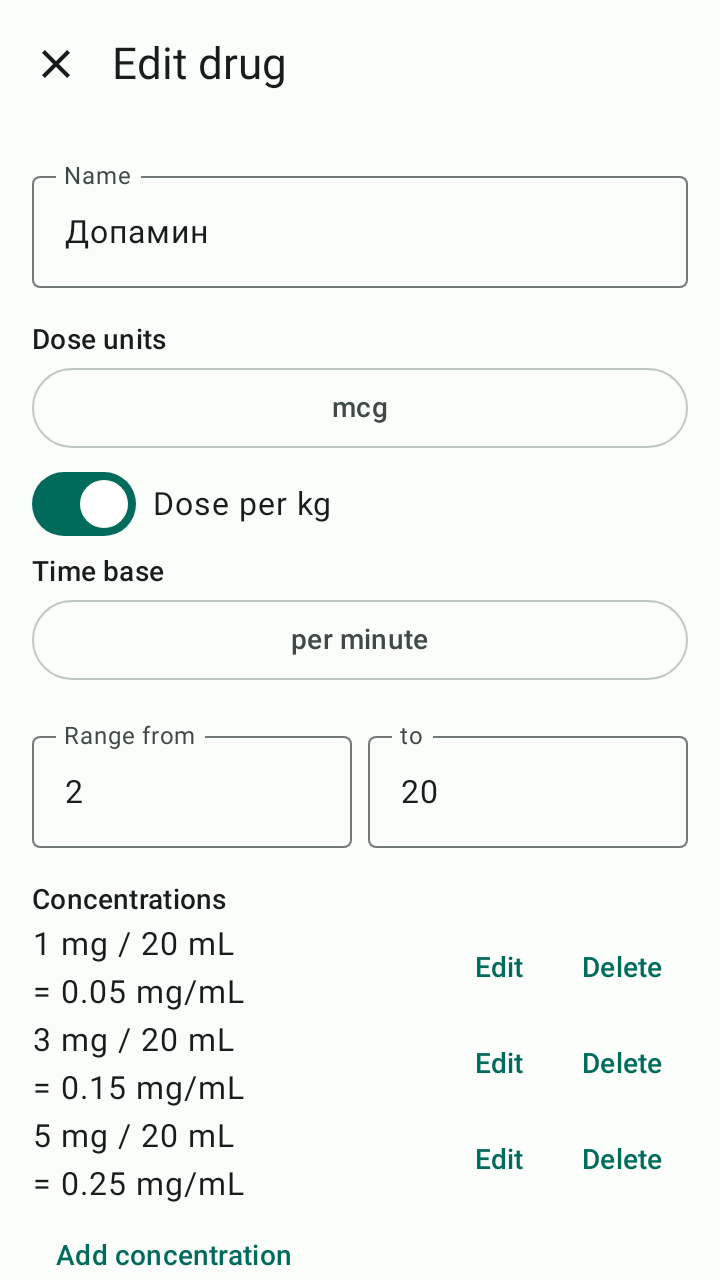 Edit drug
Name
Допамин
Dose units
mcg
Dose per kg
Time base
per minute
Range from
2
to
20
Concentrations
1 mg / 20 mL
= 0.05 mg/mL
Edit
Delete
3 mg / 20 mL
= 0.15 mg/mL
Edit
Delete
5 mg / 20 mL
= 0.25 mg/mL
Edit
Delete
Add concentration